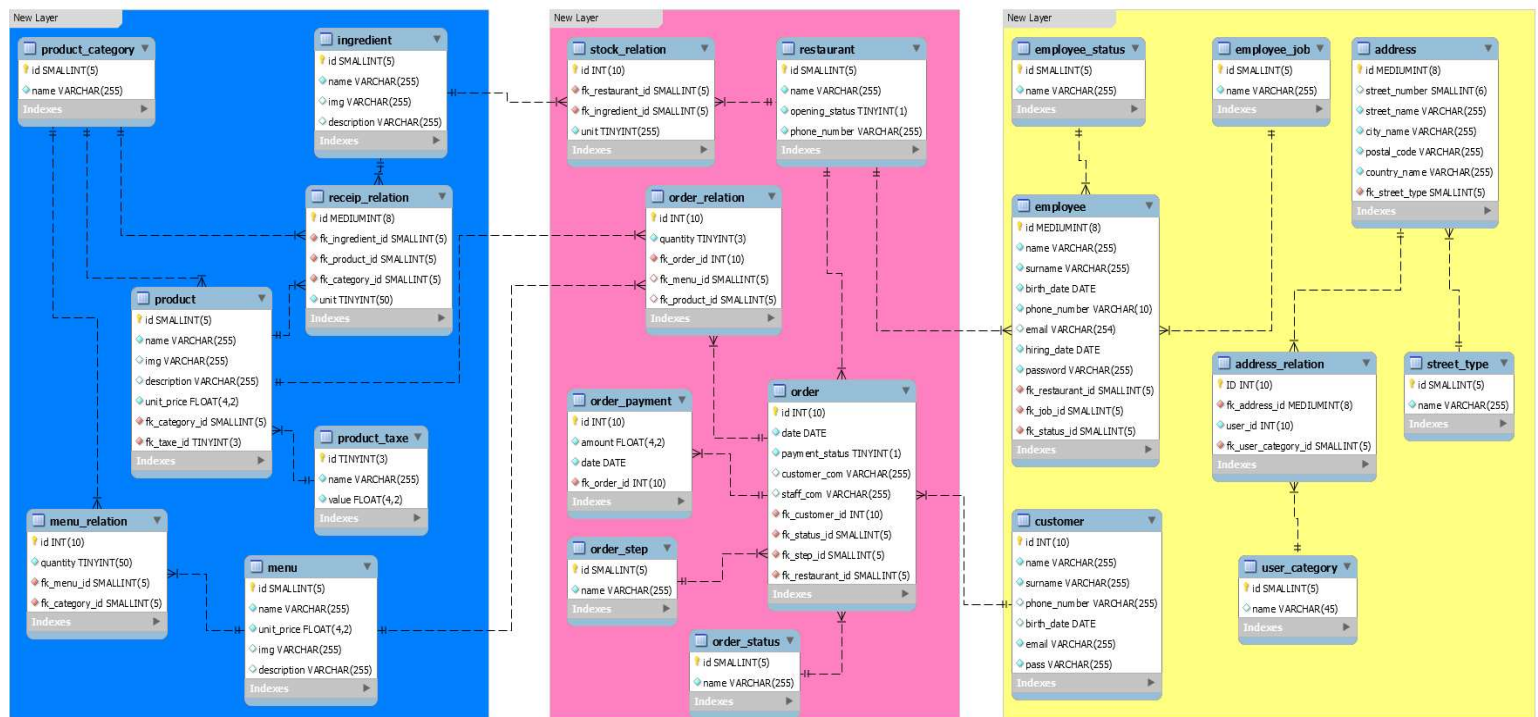 New Layer
product_category
id SMALLINT(5)
name VARCHAR(255)
Indexes
ingredient
id SMALLINT(5)
name VARCHAR(255)
img VARCHAR(255)
description VARCHAR(255)
Indexes
receip_relation
id MEDIUMINT(8)
fk_ingredient_id SMALLINT(5)
fk_product_id SMALLINT(5)
fk_category_id SMALLINT(5)
unit TINYINT(50)
Indexes
product
id SMALLINT(5)
name VARCHAR(255)
img VARCHAR(255)
description VARCHAR(255)
unit_price FLOAT(4,2)
fk_category_id SMALLINT(5)
fk_taxe_id TINYINT(3)
Indexes
product_taxe
id TINYINT(3)
name VARCHAR(255)
value FLOAT(4,2)
Indexes
menu_relation
id INT(10)
quantity TINYINT(50)
fk_menu_id SMALLINT(5)
fk_category_id SMALLINT(5)
Indexes
menu
id SMALLINT(5)
name VARCHAR(255)
unit_price FLOAT(4,2)
img VARCHAR(255)
description VARCHAR(255)
Indexes
New Layer
stock_relation
id INT(10)
fk_restaurant_id SMALLINT(5)
fk_ingredient_id SMALLINT(5)
unit TINYINT(255)
Indexes
restaurant
id SMALLINT(5)
name VARCHAR(255)
opening_status TINYINT(1)
phone_number VARCHAR(255)
Indexes
order_relation
id INT(10)
quantity TINYINT(3)
fk_order_id INT(10)
fk_menu_id SMALLINT(5)
fk_product_id SMALLINT(5)
Indexes
order_payment
id INT(10)
amount FLOAT(4,2)
date DATE
fk_order_id INT(10)
Indexes
order
id INT(10)
date DATE
payment_status TINYINT(1)
customer_com VARCHAR(255)
staff_com VARCHAR(255)
fk_customer_id INT(10)
fk_status_id SMALLINT(5)
fk_step_id SMALLINT(5)
fk_restaurant_id SMALLINT(5)
Indexes
order_step
id SMALLINT(5)
name VARCHAR(255)
Indexes
order_status
id SMALLINT(5)
name VARCHAR(255)
Indexes
New Layer
employee_status
id SMALLINT(5)
name VARCHAR(255)
Indexes
employee_job
id SMALLINT(5)
name VARCHAR(255)
Indexes
address
id MEDIUMINT(8)
street_number SMALLINT(6)
street_name VARCHAR(255)
city_name VARCHAR(255)
postal_code VARCHAR(255)
country_name VARCHAR(255)
fk_street_type SMALLINT(5)
Indexes
employee
id MEDIUMINT(8)
name VARCHAR(255)
surname VARCHAR(255)
birth_date DATE
phone_number VARCHAR(10)
email VARCHAR(254)
hiring_date DATE
password VARCHAR(255)
fk_restaurant_id SMALLINT(5)
fk_job_id SMALLINT(5)
fk_status_id SMALLINT(5)
Indexes
address_relation
ID INT(10)
fk_address_id MEDIUMINT(8)
user_id INT(10)
fk_user_category_id SMALLINT(5)
Indexes
street_type
id SMALLINT(5)
name VARCHAR(255)
Indexes
customer
id INT(10)
name VARCHAR(255)
surname VARCHAR(255)
phone_number VARCHAR(255)
birth_date DATE
email VARCHAR(255)
pass VARCHAR(255)
Indexes
user_category
id SMALLINT(5)
name VARCHAR(45)
Indexes